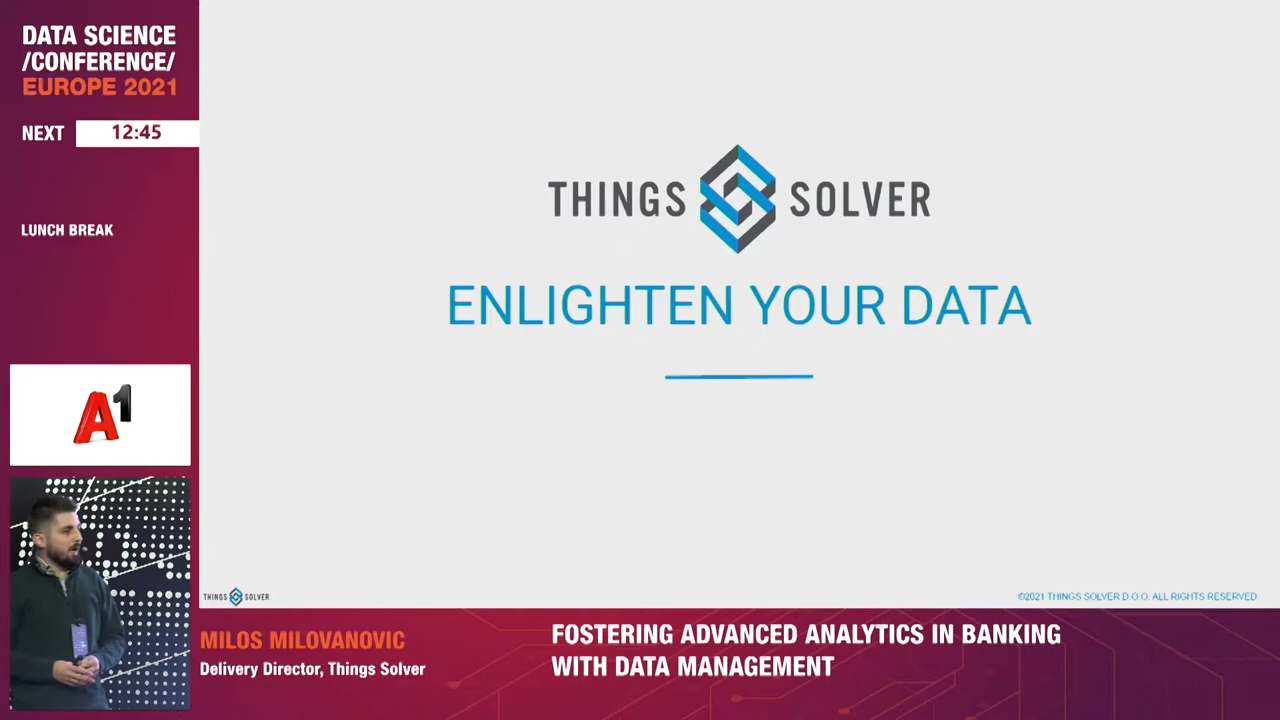 DATA SCIENCE
/CONFERENCE/
EUROPE 2021
NEXT 12:45
LUNCH BREAK
A1
THINGS SOLVER
ENLIGHTEN YOUR DATA
THINGS SOLVER
©2021 THINGS SOLVER D.O.O. ALL RIGHTS RESERVED
MILOS MILOVANOVIC
Delivery Director, Things Solver
FOSTERING ADVANCED ANALYTICS IN BANKING
WITH DATA MANAGEMENT